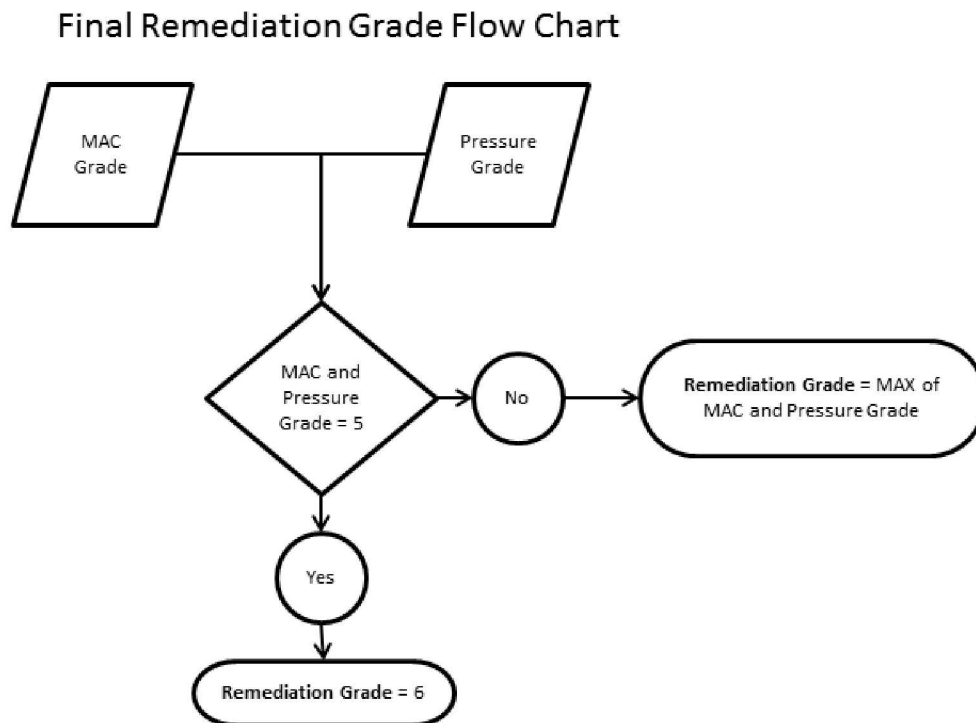 Final Remediation Grade Flow Chart
MAC
Grade
Pressure
Grade
MAC and
Pressure
Grade = 5
No
Remediation Grade = MAX of
MAC and Pressure Grade
Yes
Remediation Grade = 6